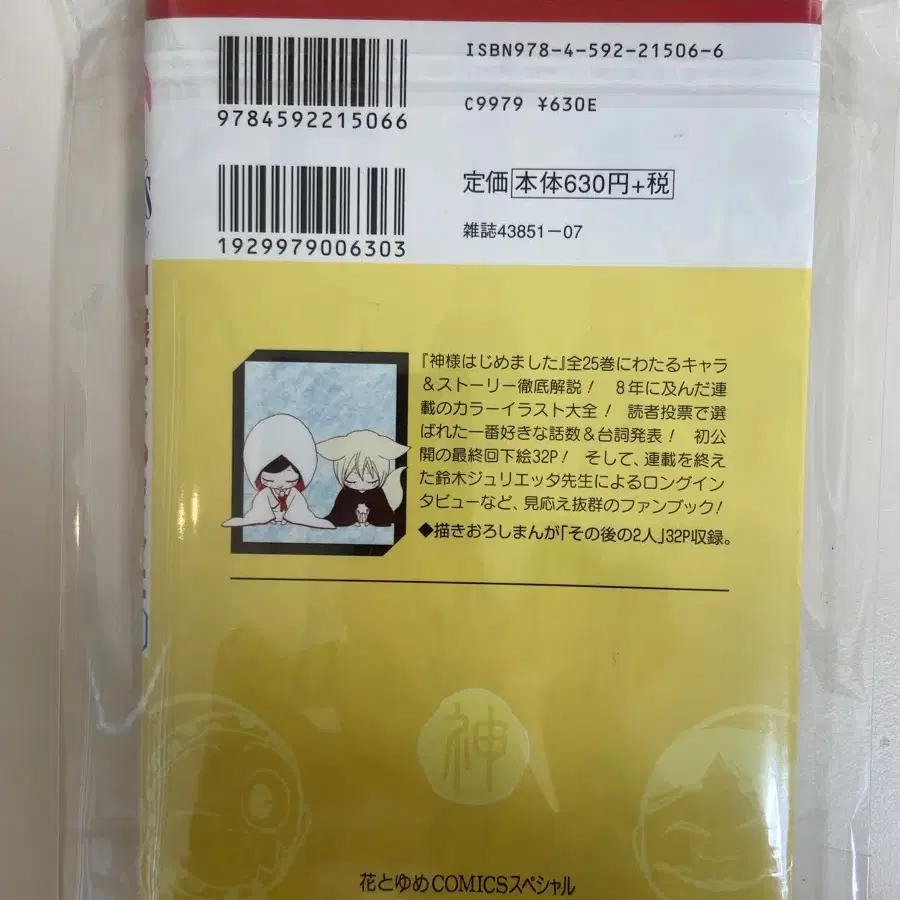 ISBN978-4-592-21506-6
9784592215066
C9979 ¥630E
定価 本体630円+税
雑誌43851-07
1929979006303
『神様はじめました』全25巻にわたるキャラ
&ストーリー徹底解説! 8年に及んだ連
載のカラーイラスト大全! 読者投票で選
ばれた一番好きな話数&台詞発表! 初公
開の最終回下絵32P! そして、連載を終え
た鈴木ジュリエッタ先生によるロングイン
タビューなど、見応え抜群のファンブック!
◆描きおろしまんが「その後の2人」32P収録。
神
花とゆめCOMICSスペシャル